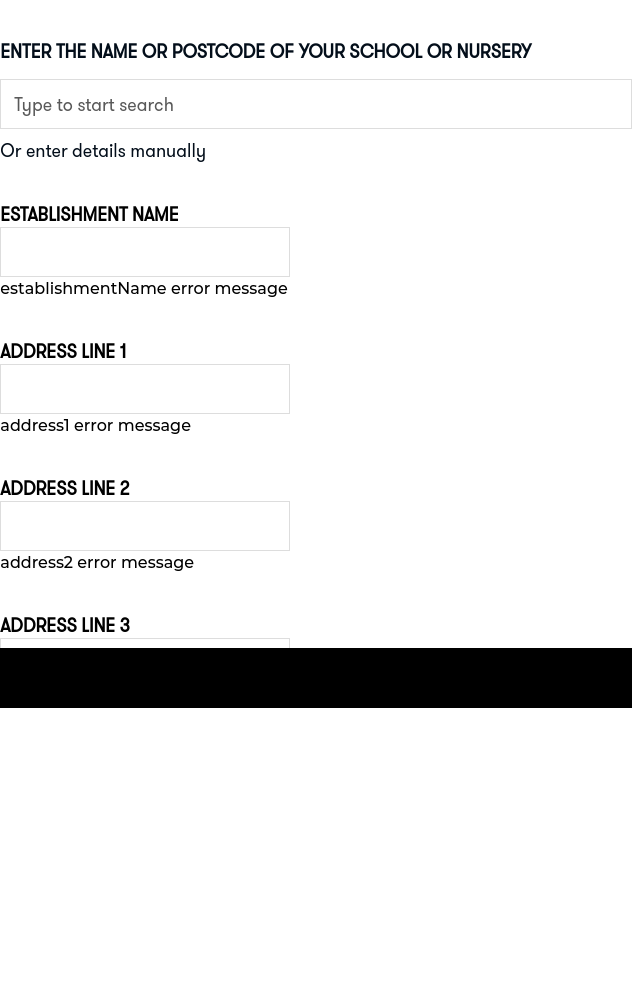 ENTER THE NAME OR POSTCODE OF YOUR SCHOOL OR NURSERY
Type to start search
Or enter details manually
ESTABLISHMENT NAME
establishmentName error message
ADDRESS LINE 1
address1 error message
ADDRESS LINE 2
address2 error message
ADDRESS LINE 3